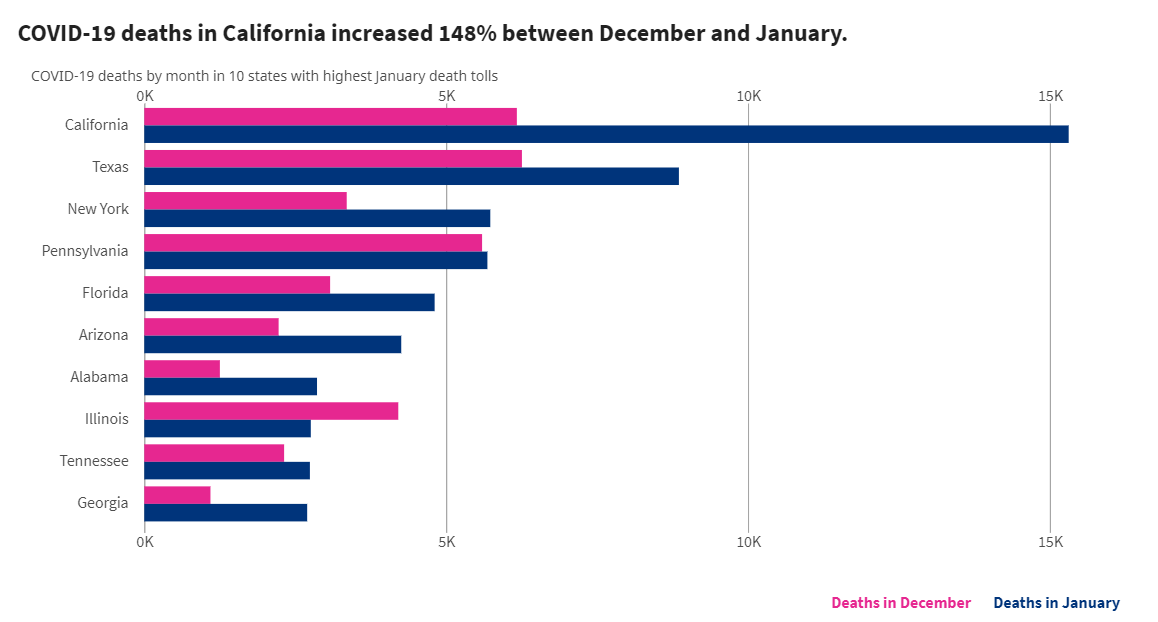 COVID-19 deaths in California increased 148% between December and January.
COVID-19 deaths by month in 10 states with highest January death tolls
0K 5K 10K 15K
California
Texas
New York
Pennsylvania
Florida
Arizona
Alabama
Illinois
Tennessee
Georgia
0K 5K 10K 15K
Deaths in December Deaths in January